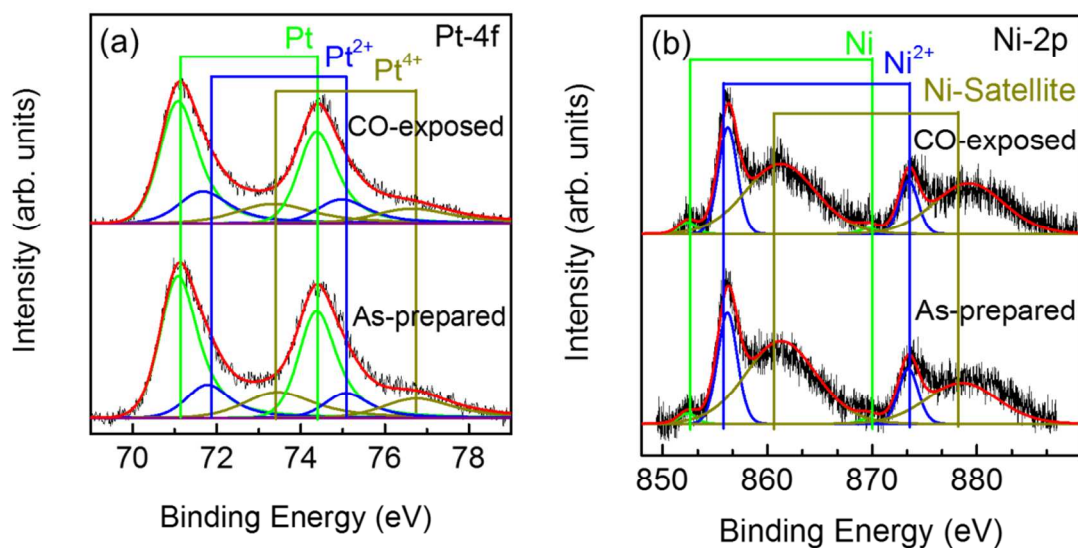 (a)
Pt
Pt-4f
Pt2+
Pt4+
CO-exposed
As-prepared
Intensity (arb. units)
70 72 74 76 78
Binding Energy (eV)
(b)
Ni
Ni-2p
Ni2+
Ni-Satellite
CO-exposed
As-prepared
Intensity (arb. units)
850 860 870 880
Binding Energy (eV)